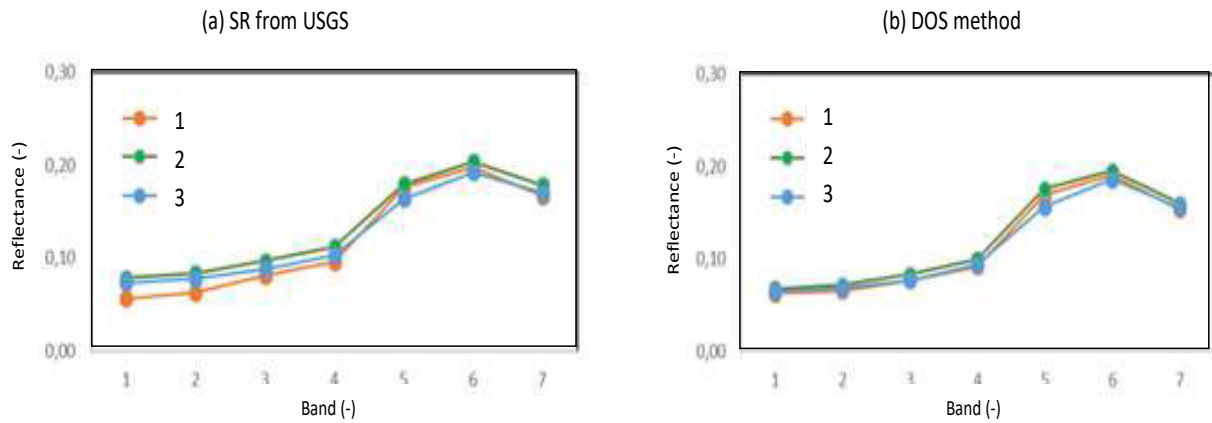 (a) SR from USGS
0,30
0,20
0,10
0,00
Reflectance (-)
1
2
3
1 2 3 4 5 6 7
Band (-)
(b) DOS method
0,30
0,20
0,10
0,00
Reflectance (-)
1
2
3
1 2 3 4 5 6 7
Band (-)